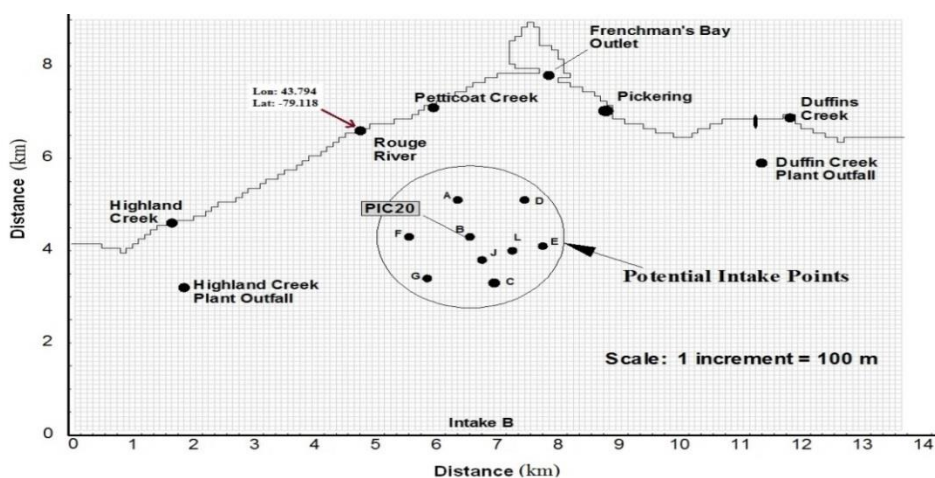 Frenchman's Bay
Outlet
8
Lon: 43.794
Lat: -79.118
Petticoat Creek
Pickering
Duffins
Creek
Rouge
River
6
Duffin Creek
Plant Outfall
Distance (km)
Highland
Creek
A
D
PIC20
F
B
L
E
4
J
Potential Intake Points
G
C
Highland Creek
Plant Outfall
2
Scale: 1 increment = 100 m
Intake B
0
0 1 2 3 4 5 6 7 8 9 10 11 12 13 14
Distance (km)